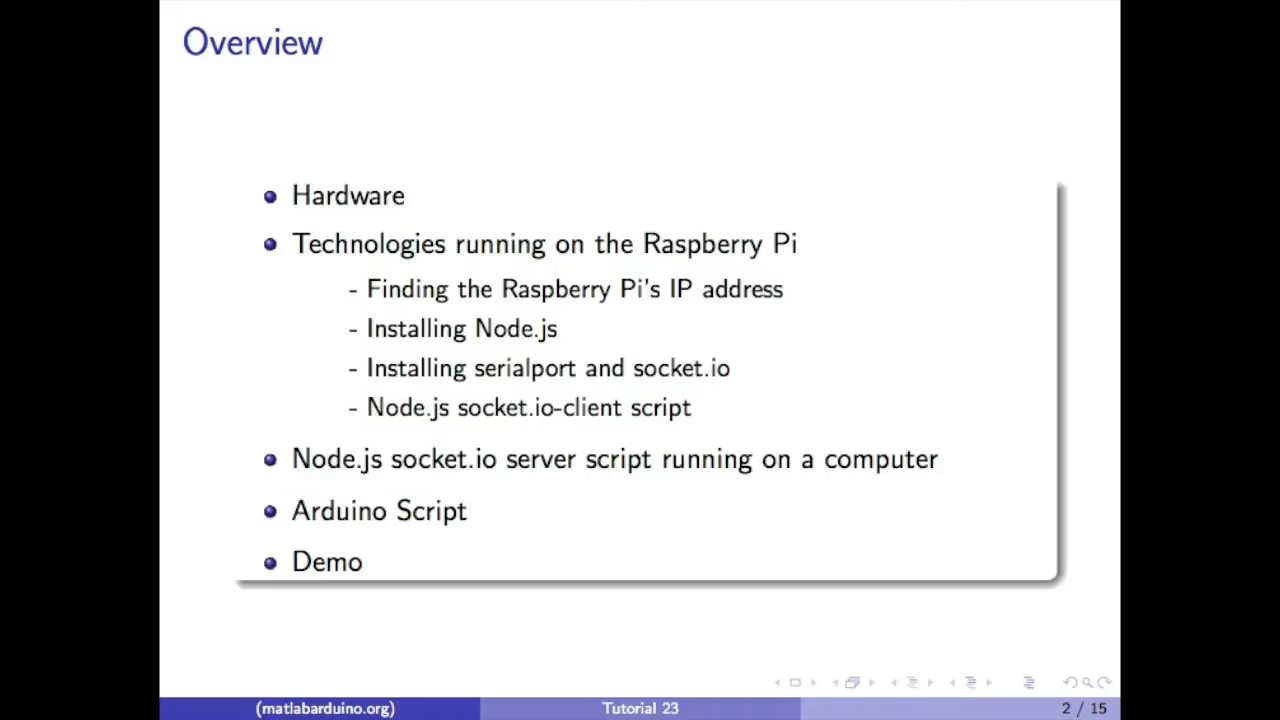 Overview
Hardware
Technologies running on the Raspberry Pi
- Finding the Raspberry Pi's IP address
- Installing Node.js
- Installing serialport and socket.io
- Node.js socket.io-client script
Node.js socket.io server script running on a computer
Arduino Script
Demo
(matlabarduino.org) Tutorial 23 2 / 15